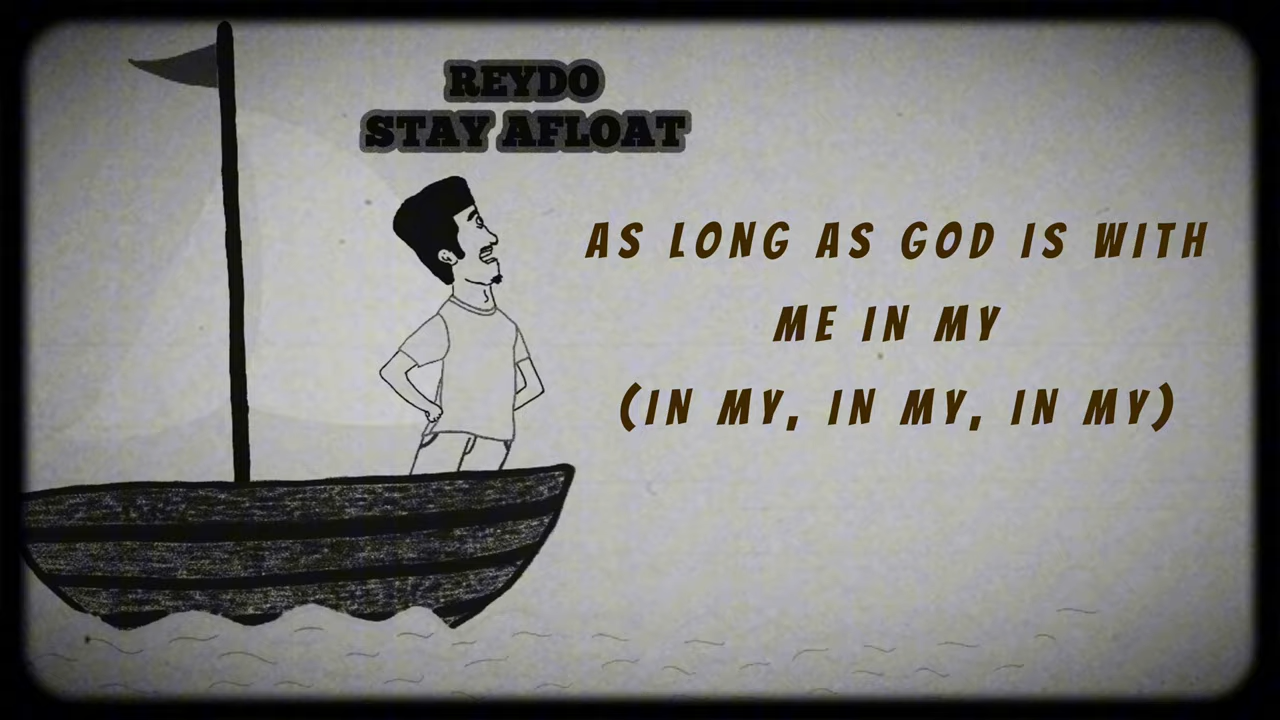 REYDO
STAY AFLOAT
AS LONG AS GOD IS WITH
ME IN MY
(IN MY, IN MY, IN MY)